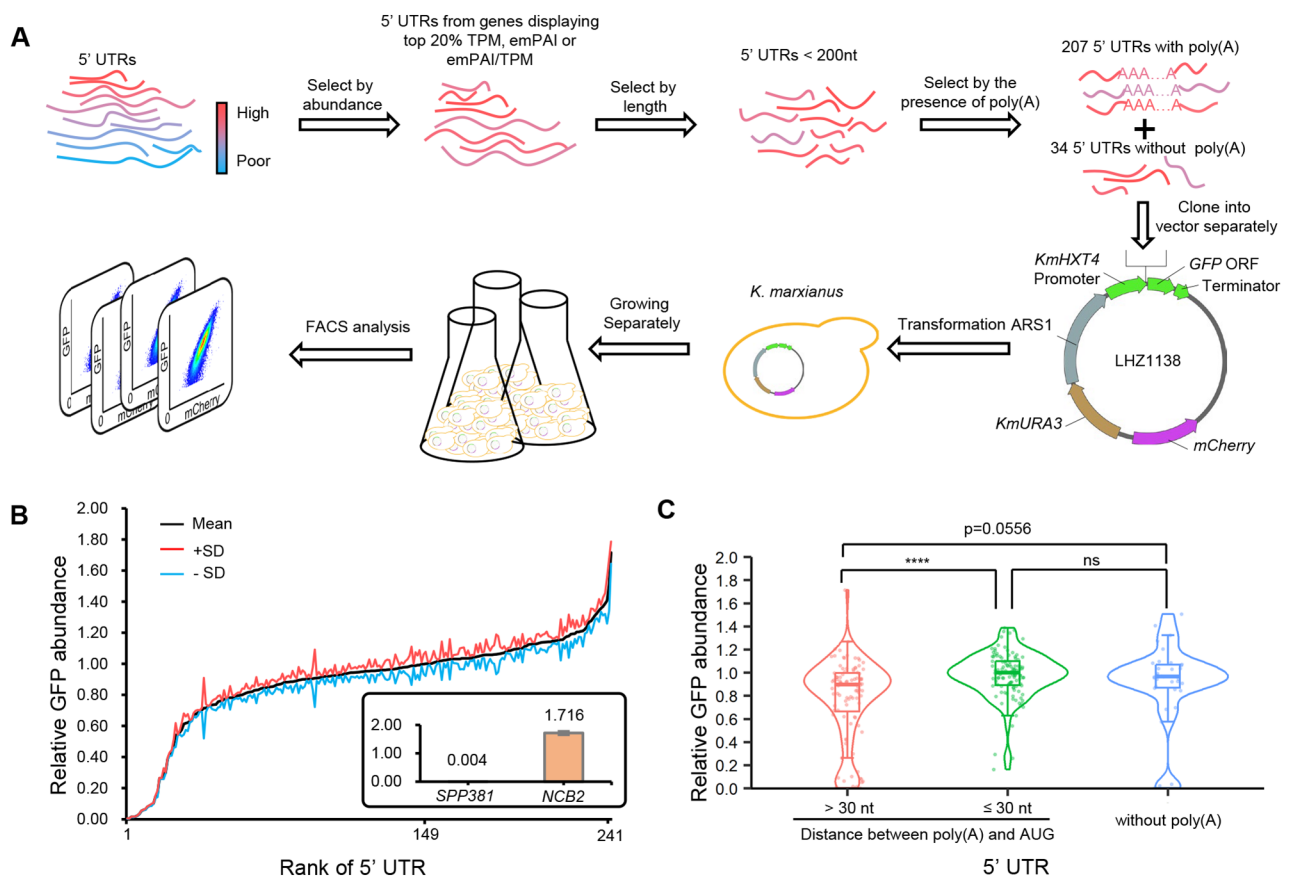 A
5' UTRs
High
Poor
Select by
abundance
5' UTRs from genes displaying
top 20% TPM, emPAI or
emPAI/TPM
Select by
length
5' UTRs < 200nt
Select by the
presence of poly(A)
207 5' UTRs with poly(A)
AAA...A
AAA...A
AAA...A
+
34 5' UTRs without poly(A)
Clone into
vector separately
KmHXT4
Promoter
GFP ORF
Terminator
ARS1
LHZ1138
KmURA3
mCherry
Transformation
K. marxianus
Growing
Separately
FACS analysis
GFP
0
m
GFP
0
m
GFP
0
mCherry
GFP
0
mCherry
B
Relative GFP abundance
2.00
1.80
1.60
1.40
1.20
1.00
0.80
0.60
0.40
0.20
0.00
Mean
+SD
- SD
2.00
1.00
0.00
0.004
1.716
SPP381
NCB2
1
149
241
Rank of 5' UTR
C
Relative GFP abundance
2.0
1.8
1.6
1.4
1.2
1.0
0.8
0.6
0.4
0.2
0.0
p=0.0556
****
ns
> 30 nt
≤ 30 nt
without poly(A)
Distance between poly(A) and AUG
5' UTR